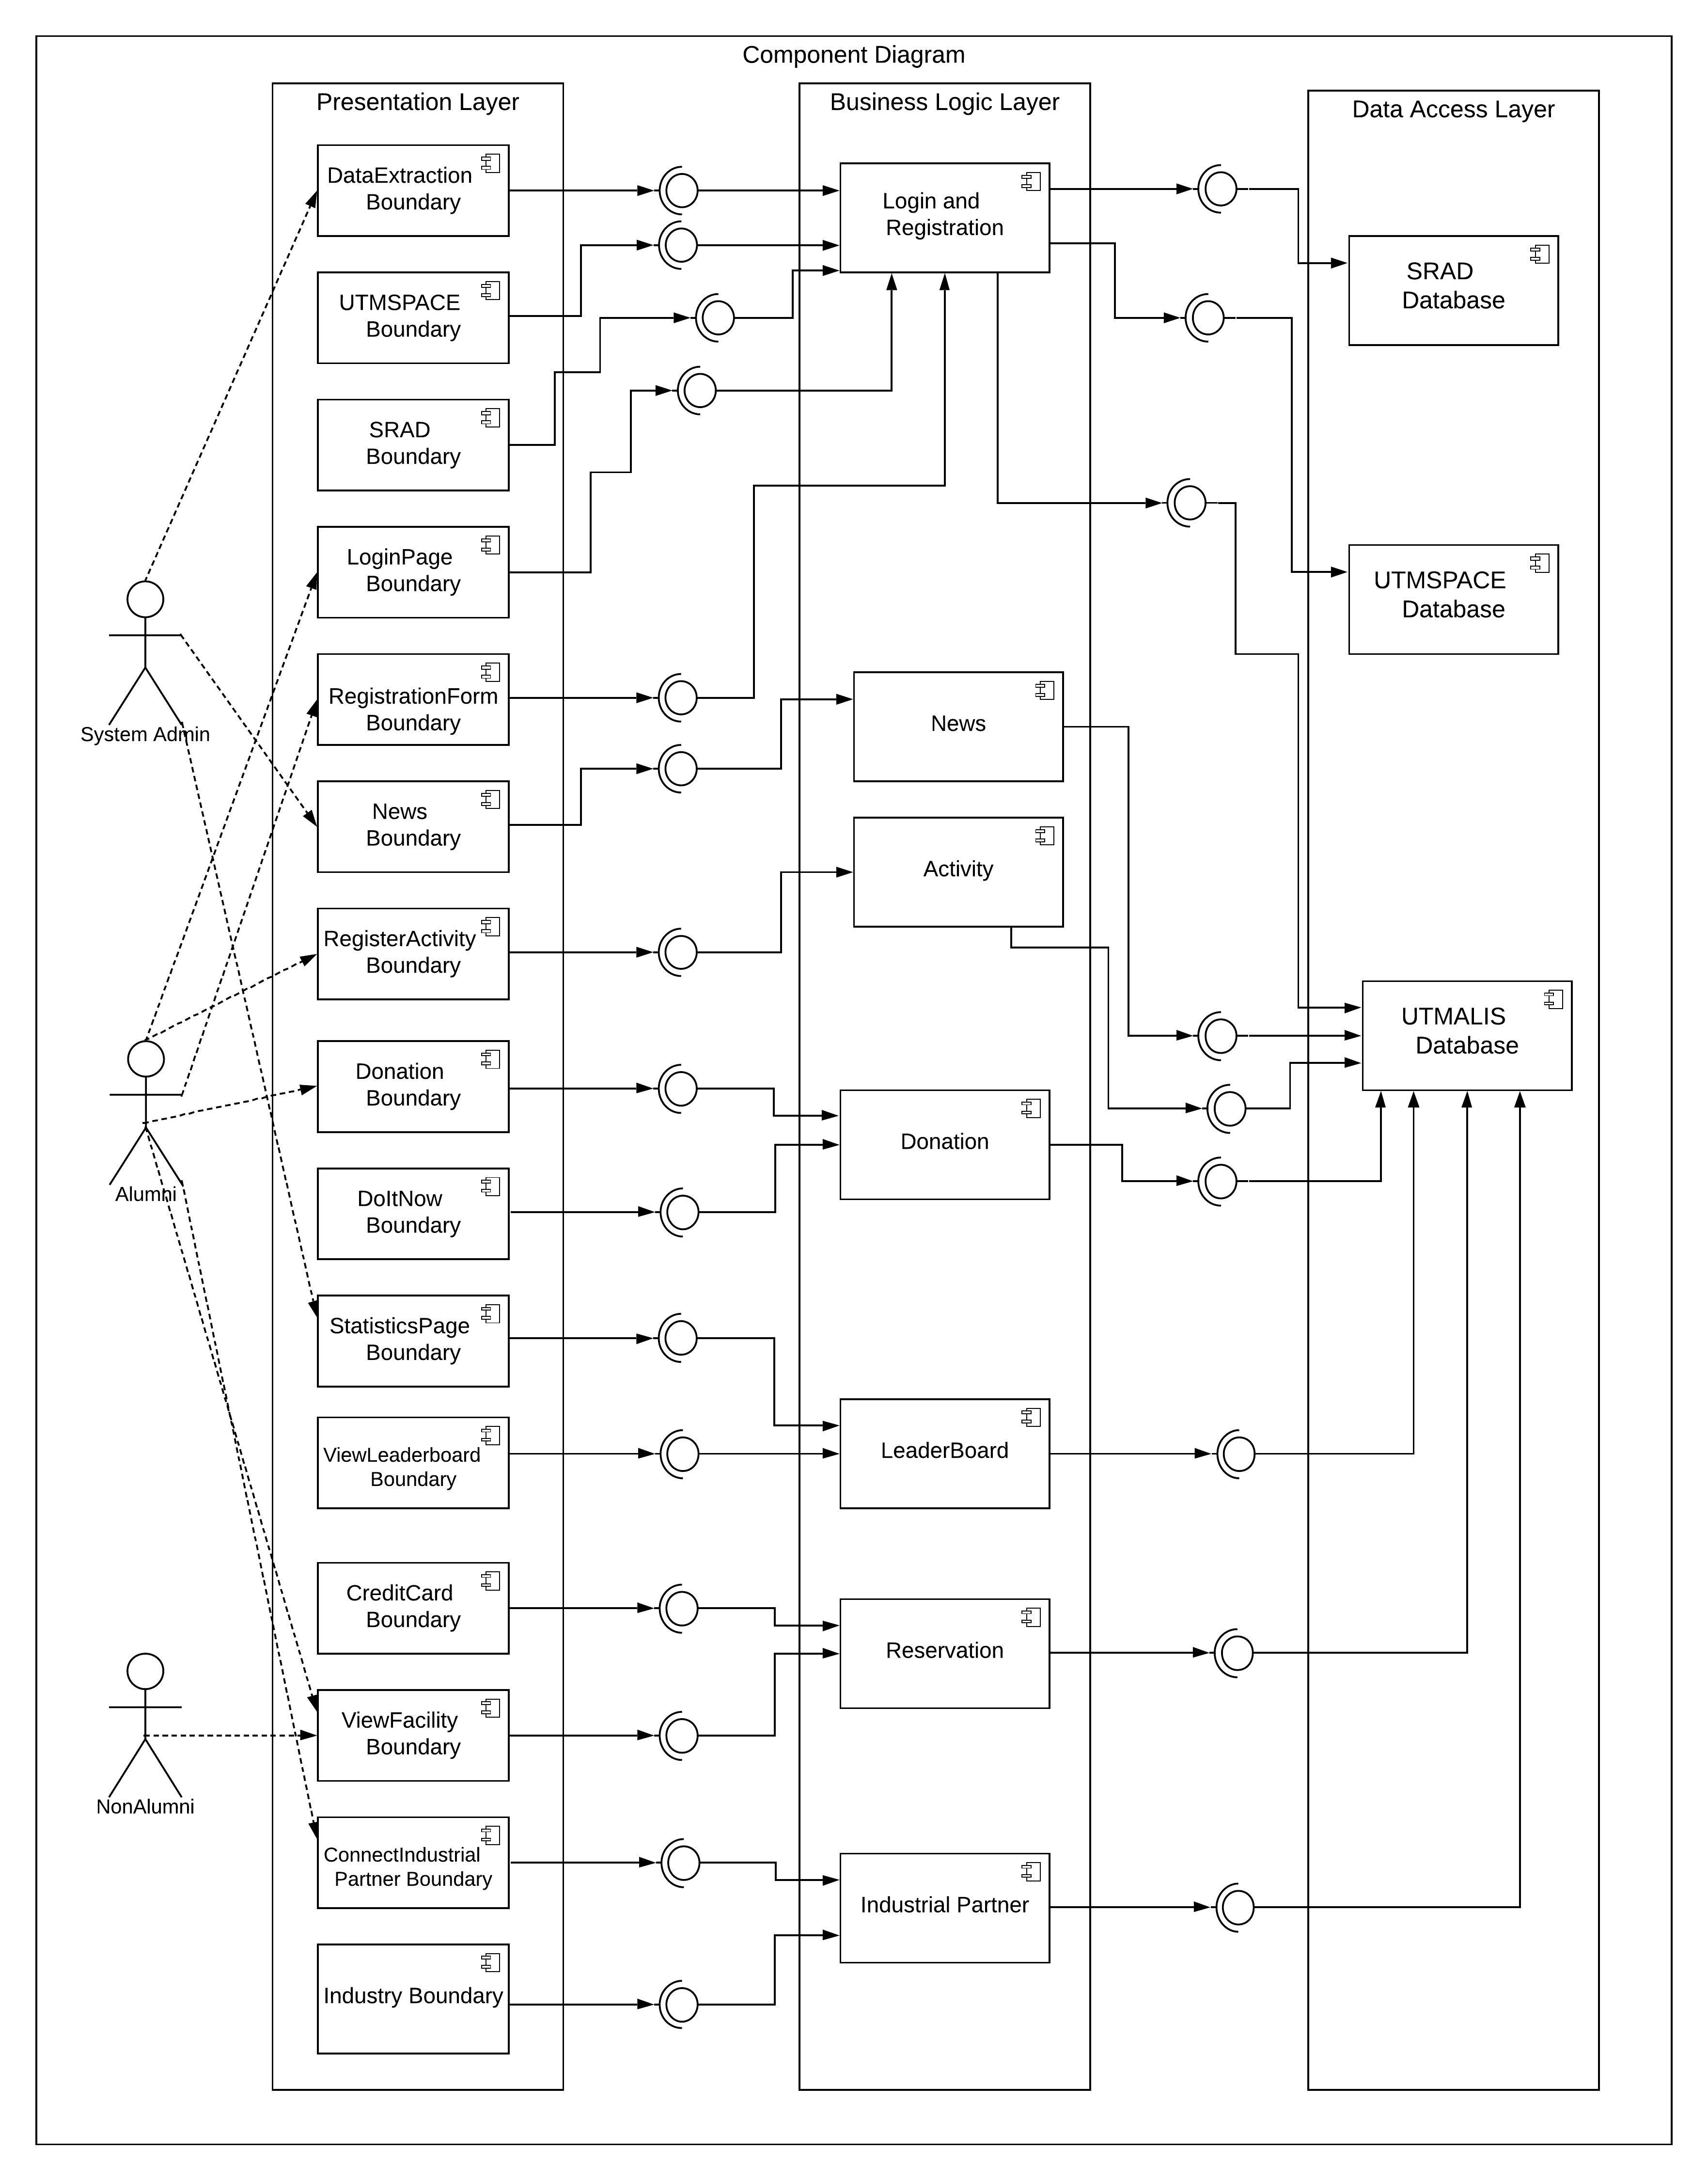 Component Diagram
Presentation Layer
Business Logic Layer
Data Access Layer
DataExtraction
Boundary
UTMSPACE
Boundary
SRAD
Boundary
LoginPage
Boundary
RegistrationForm
Boundary
News
Boundary
RegisterActivity
Boundary
Donation
Boundary
DoItNow
Boundary
StatisticsPage
Boundary
ViewLeaderboard
Boundary
CreditCard
Boundary
ViewFacility
Boundary
ConnectIndustrial
Partner Boundary
Industry Boundary
Login and
Registration
News
Activity
Donation
LeaderBoard
Reservation
Industrial Partner
SRAD
Database
UTMSPACE
Database
UTMALIS
Database
System Admin
Alumni
NonAlumni